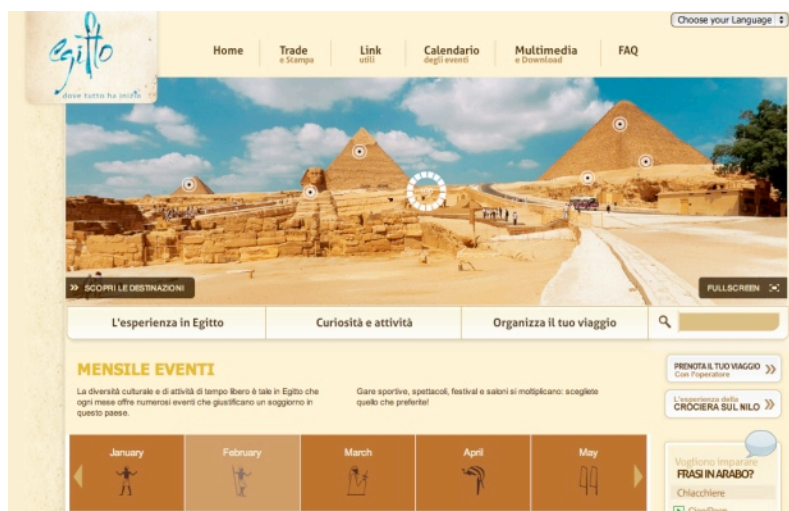 Choose your Language
egitto
dove tutto ha inizio
Home
Trade
e Stampa
Link
utili
Calendario
degli eventi
Multimedia
e Download
FAQ
>> SCOPRI LE DESTINAZIONI
FULLSCREEN
L'esperienza in Egitto
Curiosità e attività
Organizza il tuo viaggio
MENSILE EVENTI
La diversità culturale e di attività di tempo libero è tale in Egitto che
ogni mese offre numerosi eventi che giustificano un soggiorno in
questo paese.
Gare sportive, spettacoli, festival e saloni si moltiplicano: scegliete
quello che preferite!
PRENOTA IL TUO VIAGGIO >>
Con l'operatore
L'esperienza della
CROCIERA SUL NILO >>
January
February
March
April
May
Vogliono imparare
FRASI IN ARABO?
Chiacchiere